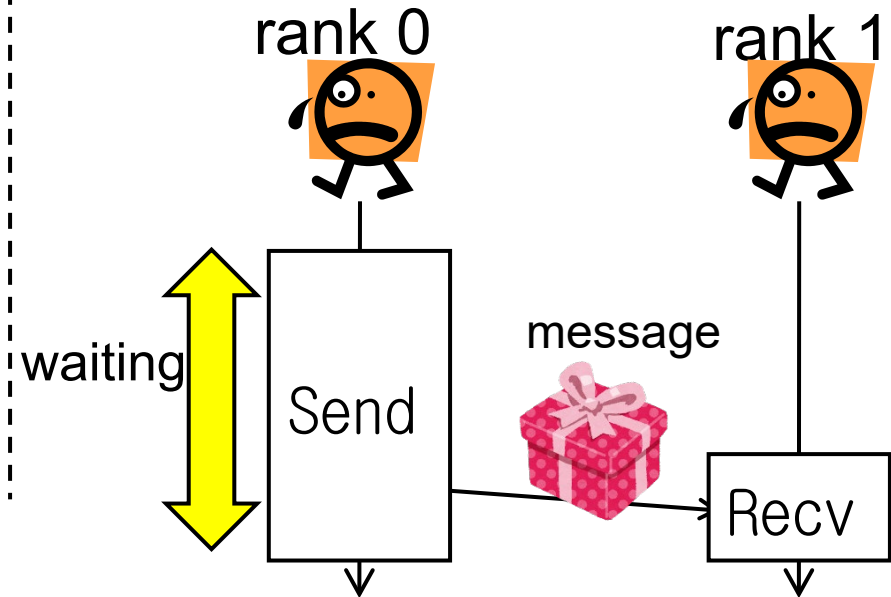 rank 0
rank 1
message
waiting
Send
Recv